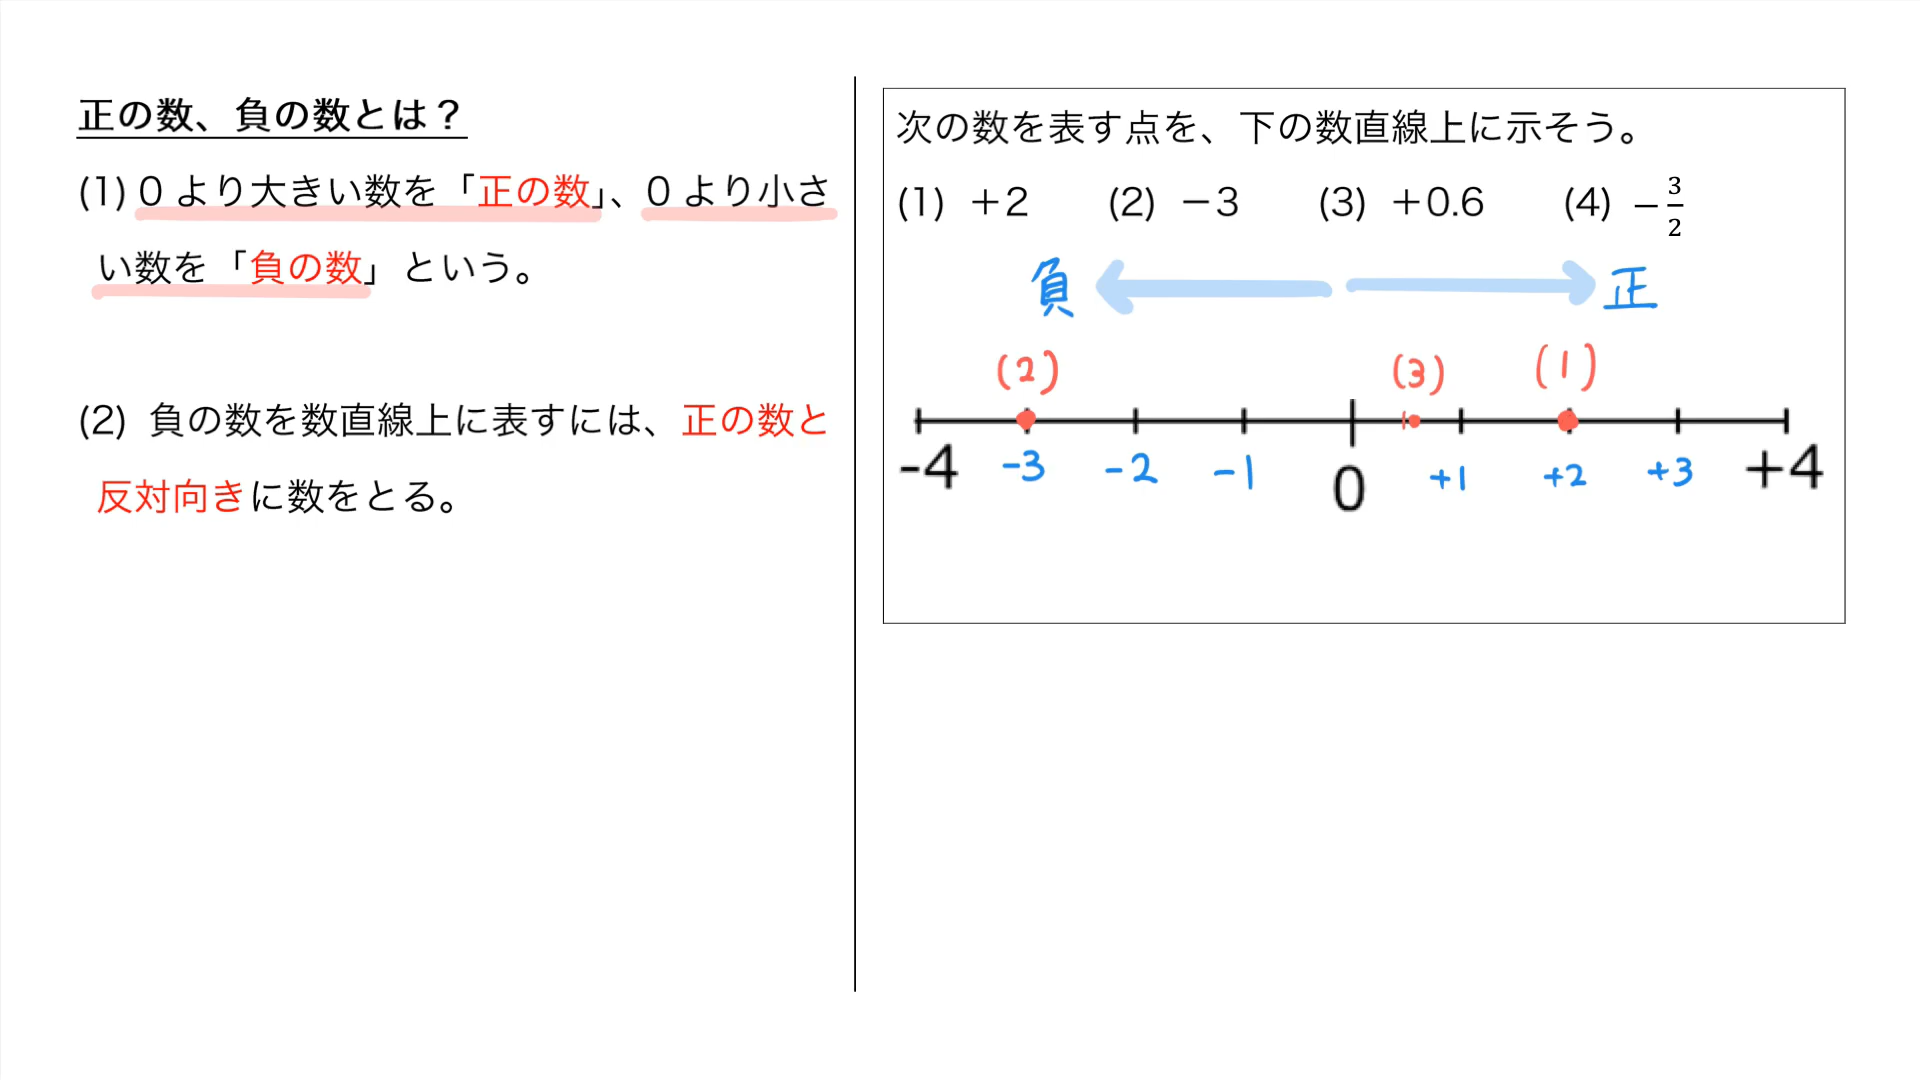 正の数、負の数とは？
(1) 0 より大きい数を「正の数」、0 より小さ
い数を「負の数」 という。
(2) 負の数を数直線上に表すには、正の数と
反対向きに数をとる。
次の数を表す点を、下の数直線上に示そう。
(1) ＋2 (2) －3 (3) ＋0.6 (4) －3/2
負 正
(2) (3) (1)
-4 -3 -2 -1 0 +1 +2 +3 +4